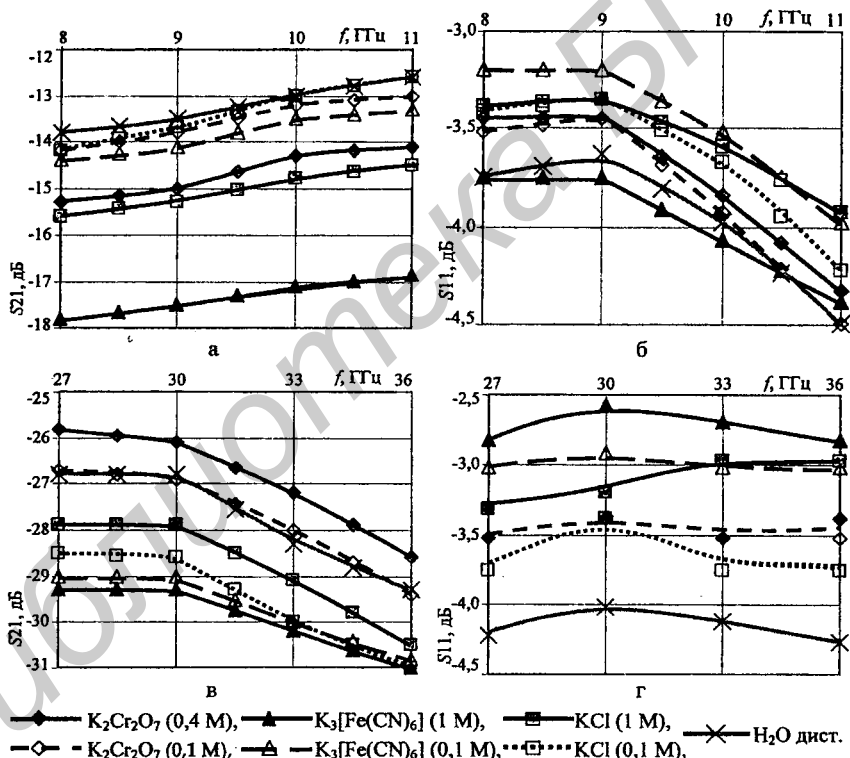 8 9 10 f, ГГц 11
-12
-13
-14
-15
-16
-17
-18
S21, дБ
а
8 9 10 f, ГГц 11
-3,0
-3,5
-4,0
-4,5
S11, дБ
б
27 30 33 f, ГГц 36
-25
-26
-27
-28
-29
-30
-31
S21, дБ
в
27 30 33 f, ГГц 36
-2,5
-3,0
-3,5
-4,0
-4,5
S11, дБ
г
K₂Cr₂O₇ (0,4 М), K₃[Fe(CN)₆] (1 М), KCl (1 М),
H₂O дист.
K₂Cr₂O₇ (0,1 М), K₃[Fe(CN)₆] (0,1 М), KCl (0,1 М),
иблиотека БГ